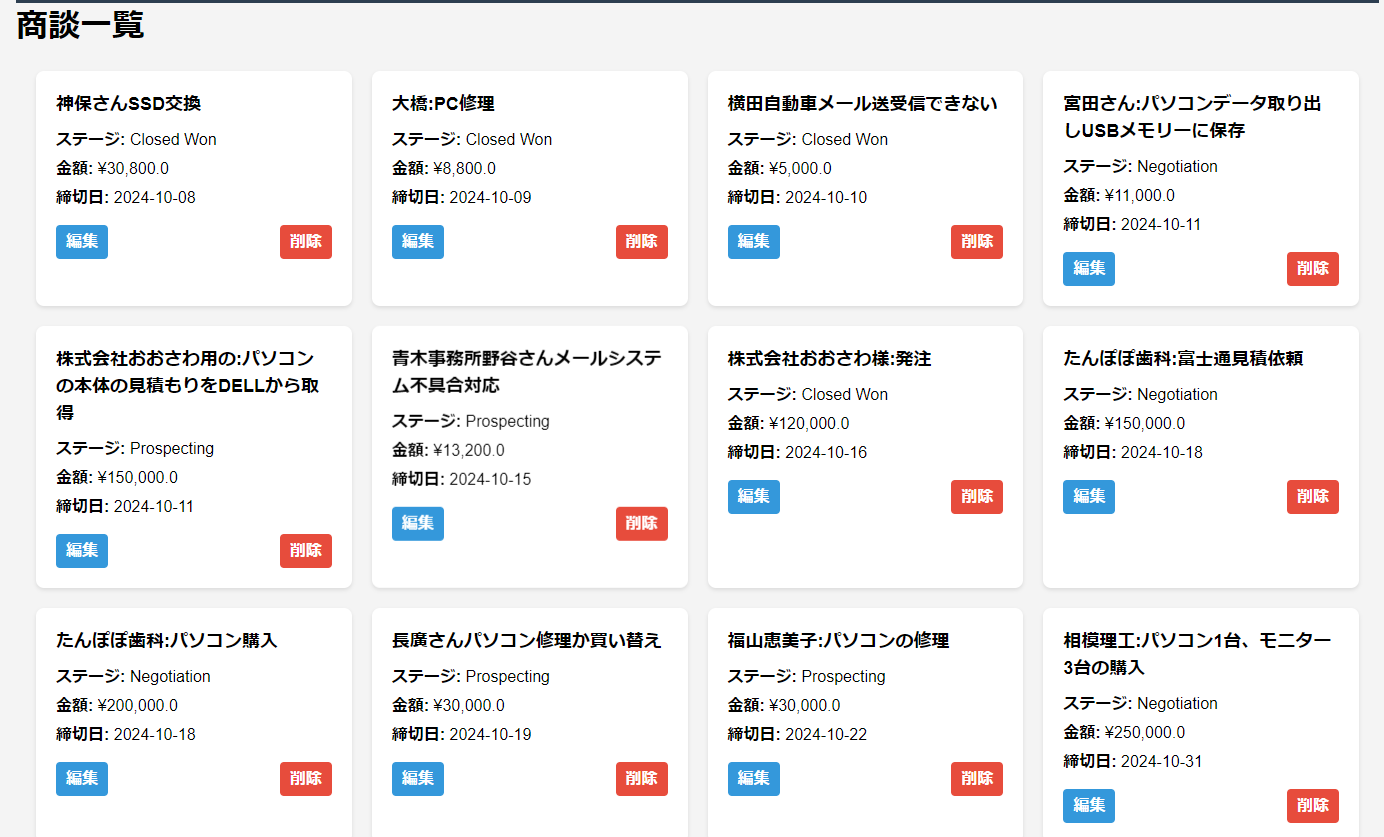 商談一覧
神保さんSSD交換
ステージ: Closed Won
金額: ¥30,800.0
締切日: 2024-10-08
編集 削除
大橋:PC修理
ステージ: Closed Won
金額: ¥8,800.0
締切日: 2024-10-09
編集 削除
横田自動車メール送受信できない
ステージ: Closed Won
金額: ¥5,000.0
締切日: 2024-10-10
編集 削除
宮田さん:パソコンデータ取り出
しUSBメモリーに保存
ステージ: Negotiation
金額: ¥11,000.0
締切日: 2024-10-11
編集 削除
株式会社おおさわ用の:パソコン
の本体の見積もりをDELLから取
得
ステージ: Prospecting
金額: ¥150,000.0
締切日: 2024-10-11
編集 削除
青木事務所野谷さんメールシステ
ム不具合対応
ステージ: Prospecting
金額: ¥13,200.0
締切日: 2024-10-15
編集 削除
株式会社おおさわ様:発注
ステージ: Closed Won
金額: ¥120,000.0
締切日: 2024-10-16
編集 削除
たんぽぽ歯科:富士通見積依頼
ステージ: Negotiation
金額: ¥150,000.0
締切日: 2024-10-18
編集 削除
たんぽぽ歯科:パソコン購入
ステージ: Negotiation
金額: ¥200,000.0
締切日: 2024-10-18
編集 削除
長廣さんパソコン修理か買い替え
ステージ: Prospecting
金額: ¥30,000.0
締切日: 2024-10-19
編集 削除
福山恵美子:パソコンの修理
ステージ: Prospecting
金額: ¥30,000.0
締切日: 2024-10-22
編集 削除
相模理工:パソコン1台、モニター
3台の購入
ステージ: Negotiation
金額: ¥250,000.0
締切日: 2024-10-31
編集 削除